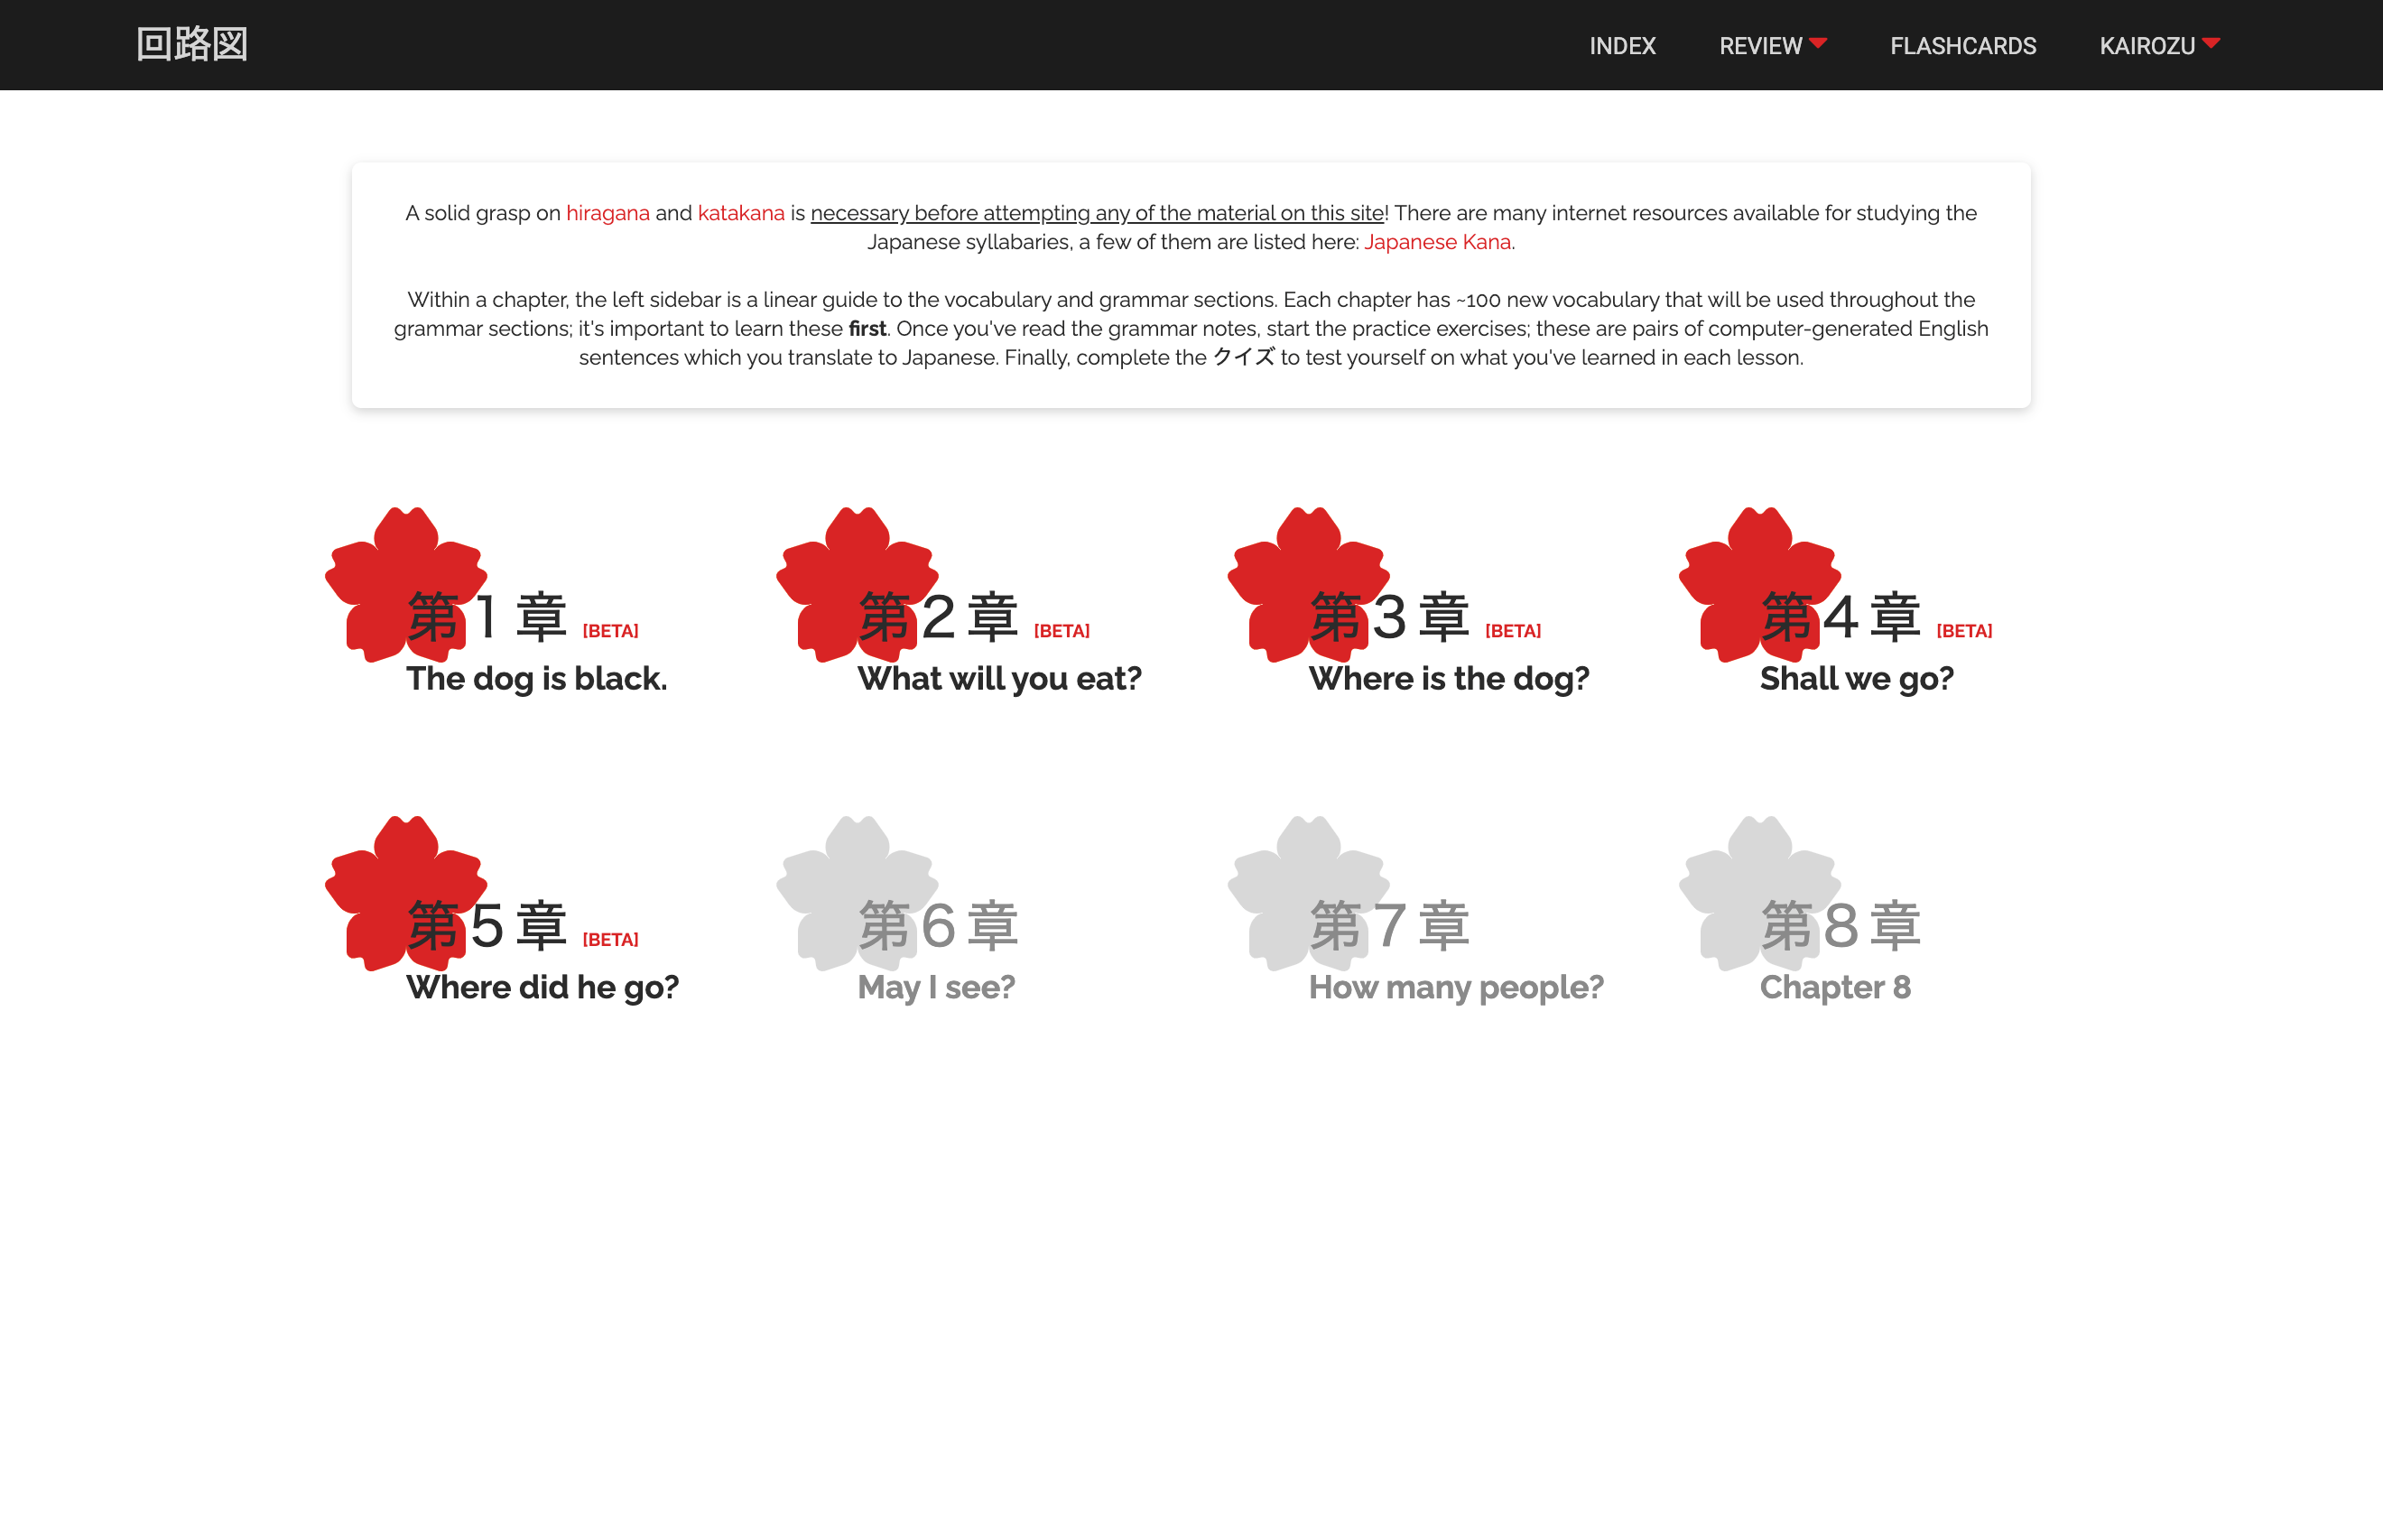 回路図
INDEX
REVIEW
FLASHCARDS
KAIROZU
A solid grasp on hiragana and katakana is necessary before attempting any of the material on this site! There are many internet resources available for studying the
Japanese syllabaries, a few of them are listed here: Japanese Kana.
Within a chapter, the left sidebar is a linear guide to the vocabulary and grammar sections. Each chapter has ~100 new vocabulary that will be used throughout the
grammar sections; it's important to learn these first. Once you've read the grammar notes, start the practice exercises; these are pairs of computer-generated English
sentences which you translate to Japanese. Finally, complete the クイズ to test yourself on what you've learned in each lesson.
第1章 [BETA]
The dog is black.
第2章 [BETA]
What will you eat?
第3章 [BETA]
Where is the dog?
第4章 [BETA]
Shall we go?
第5章 [BETA]
Where did he go?
第6章
May I see?
第7章
How many people?
第8章
Chapter 8